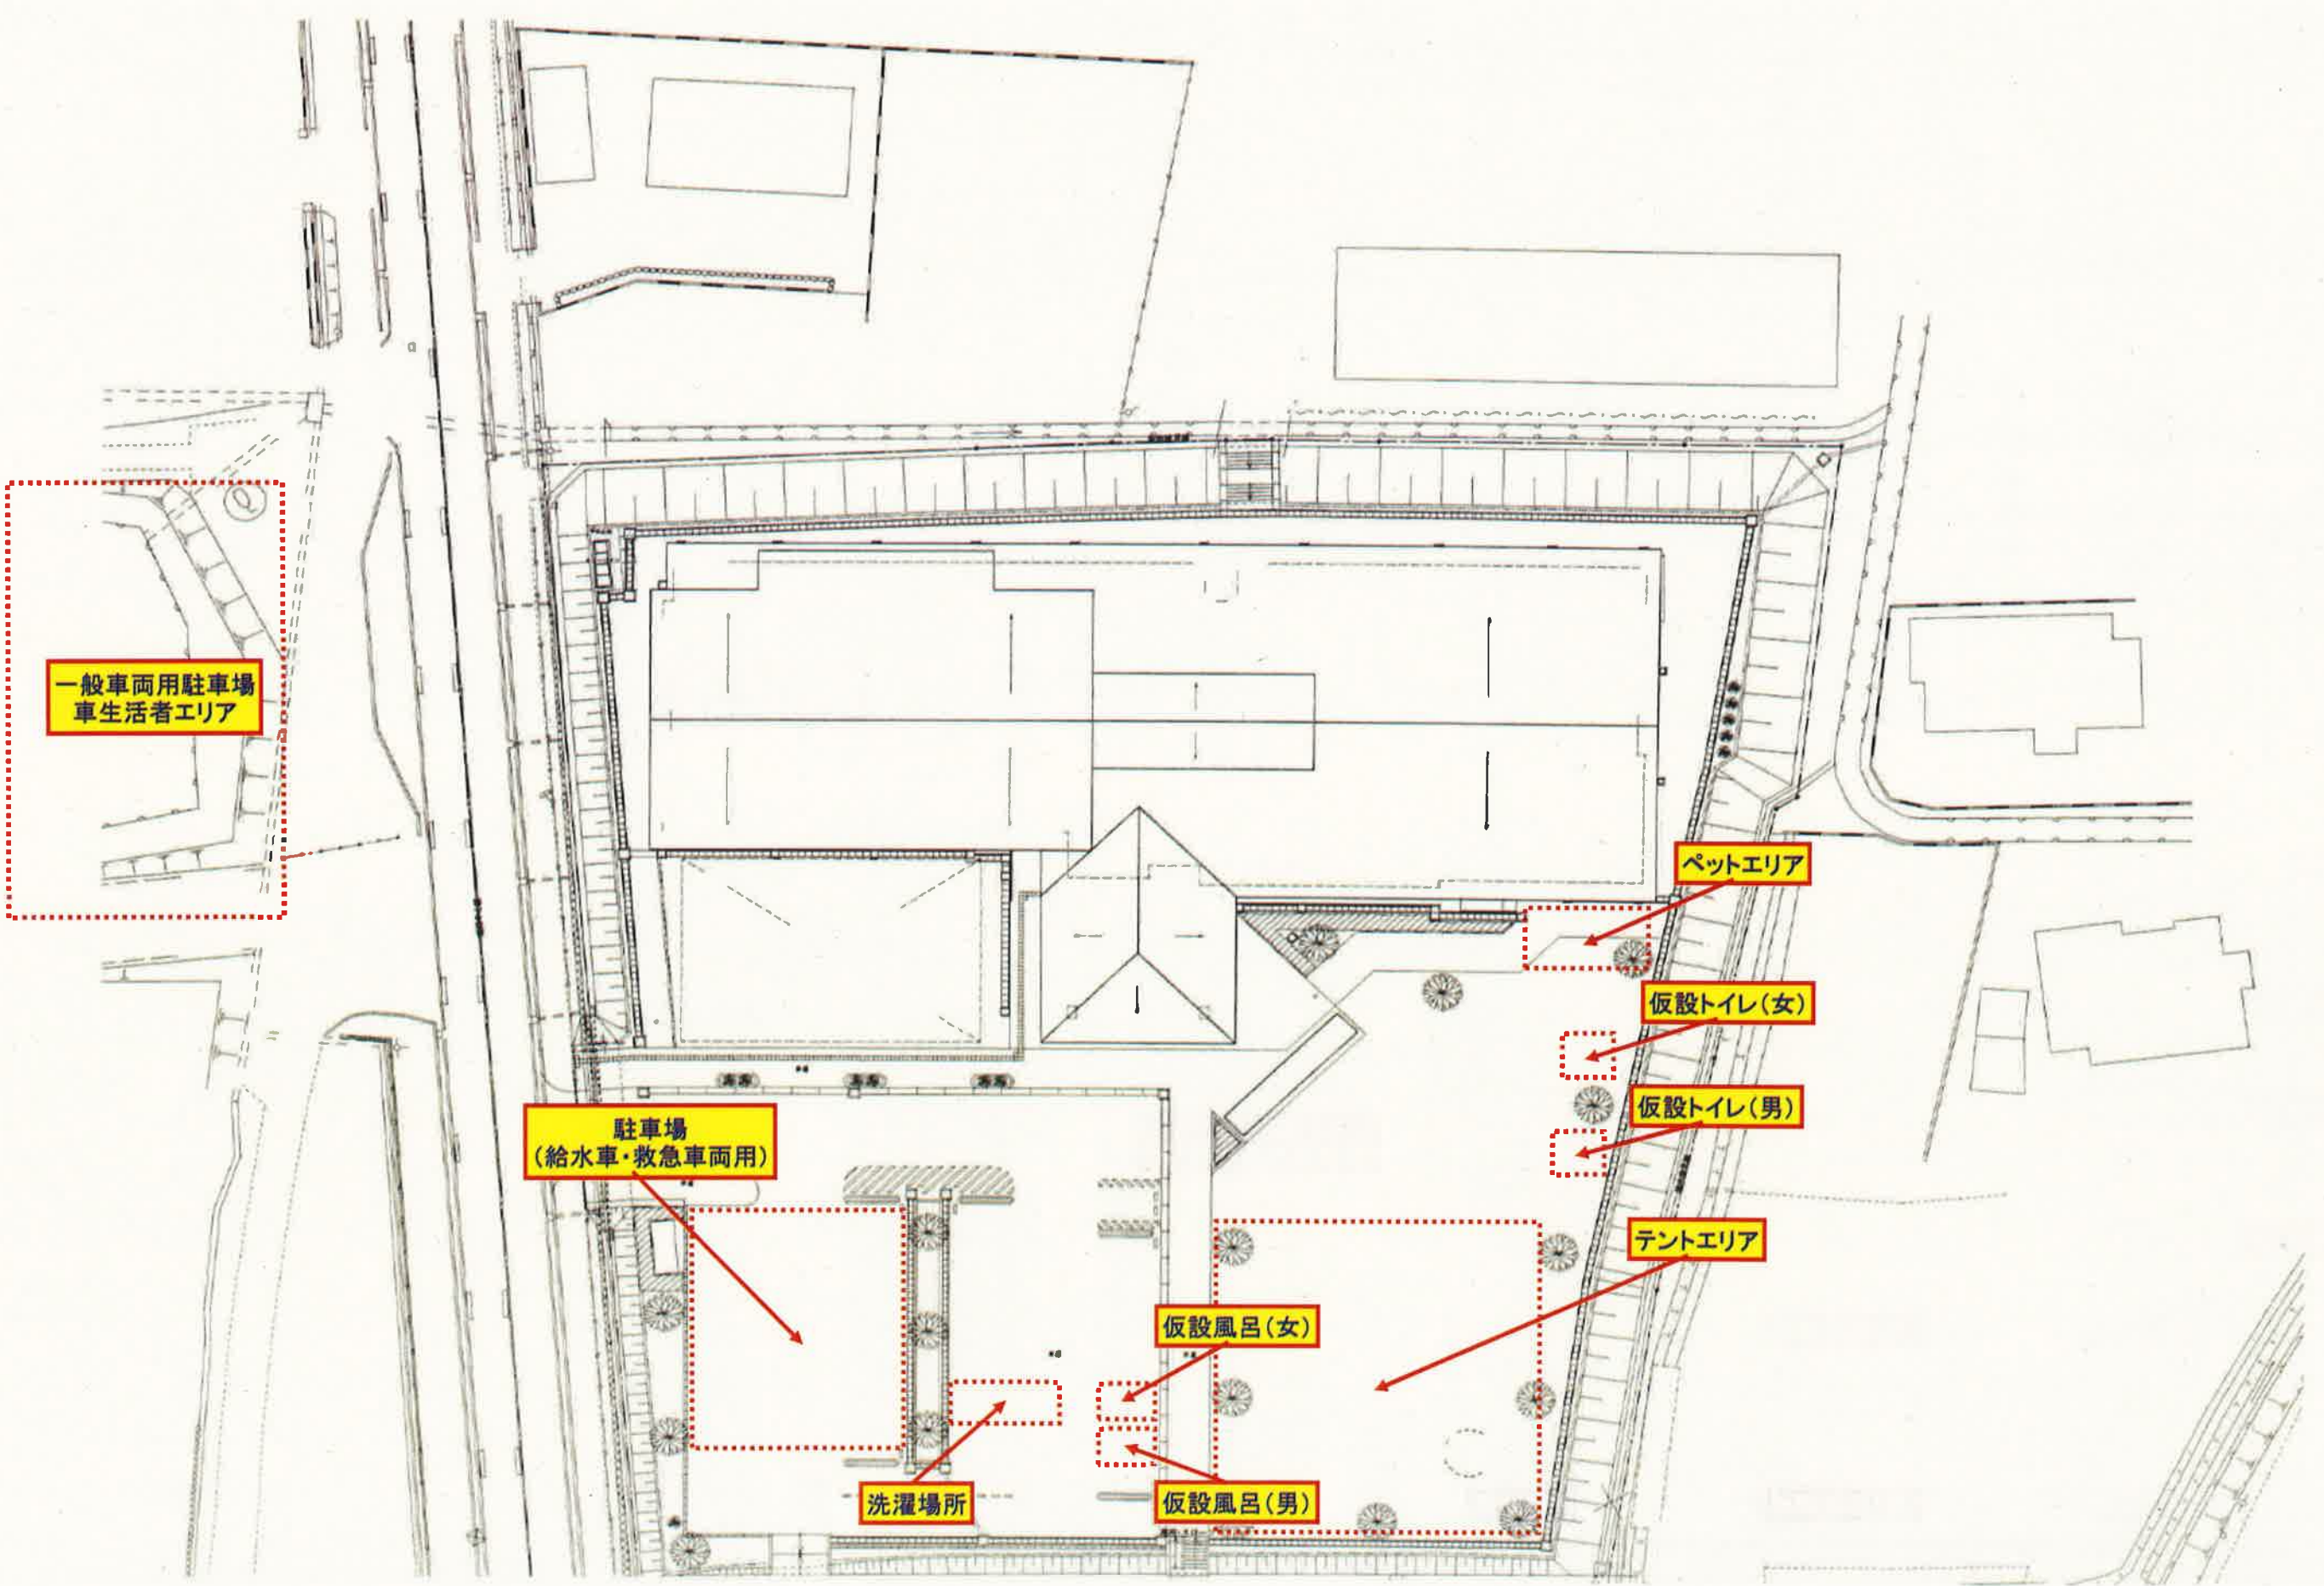 一般車両用駐車場
車生活者エリア
ペットエリア
仮設トイレ(女)
仮設トイレ(男)
駐車場
(給水車・救急車両用)
テントエリア
仮設風呂(女)
洗濯場所
仮設風呂(男)